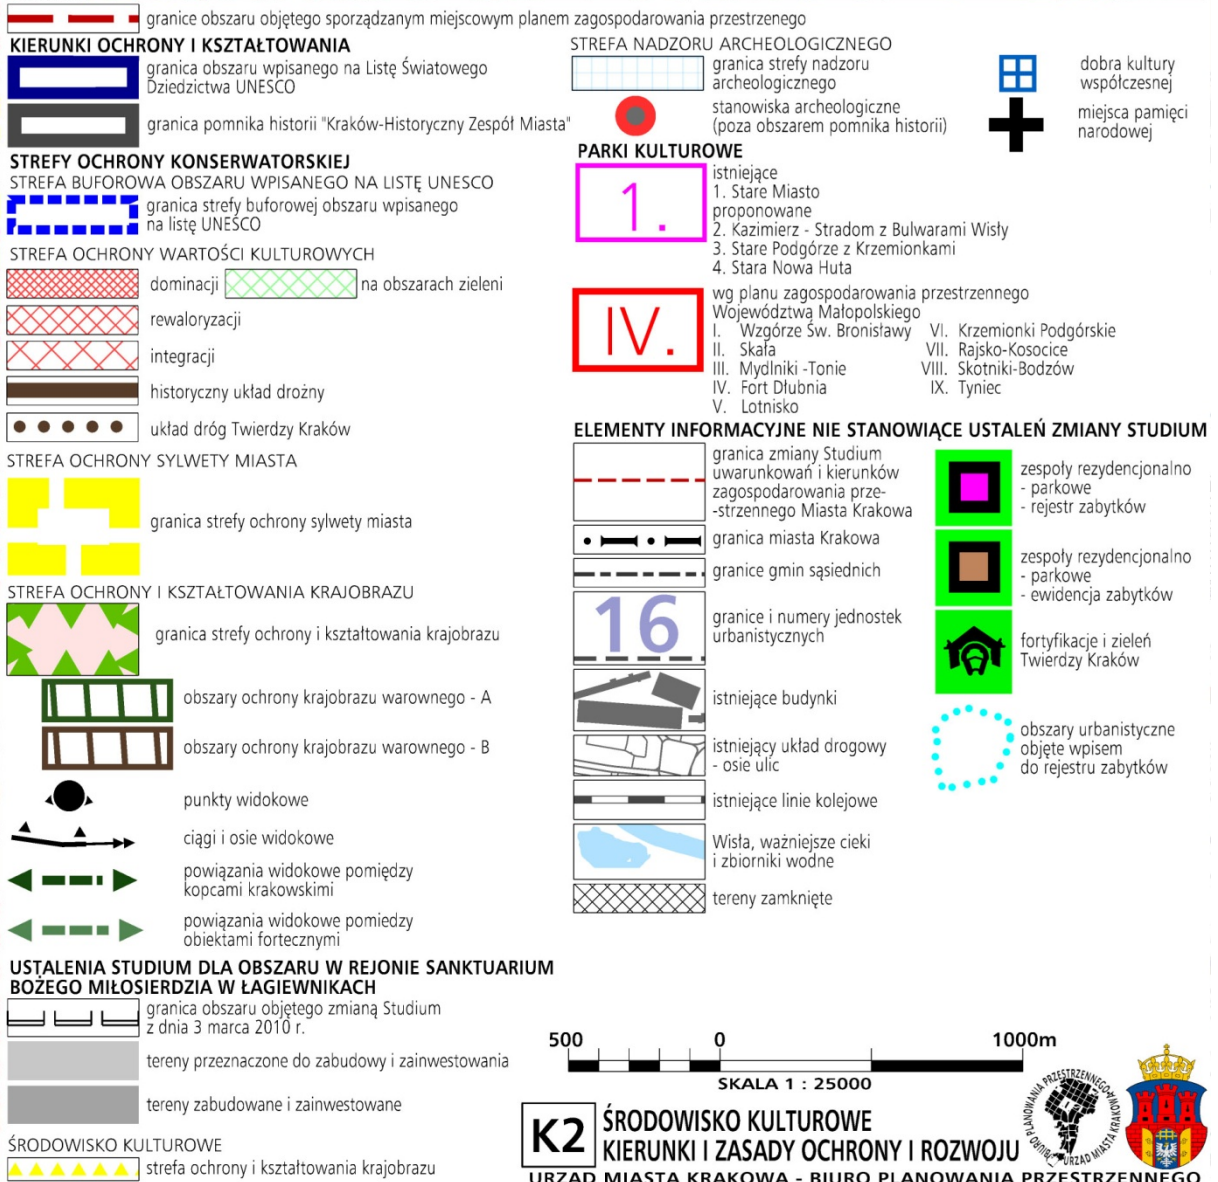 granice obszaru objętego sporządzanym miejscowym planem zagospodarowania przestrzenego
KIERUNKI OCHRONY I KSZTAŁTOWANIA
granica obszaru wpisanego na Listę Światowego
Dziedzictwa UNESCO
granica pomnika historii "Kraków-Historyczny Zespół Miasta"
STREFY OCHRONY KONSERWATORSKIEJ
STREFA BUFOROWA OBSZARU WPISANEGO NA LISTĘ UNESCO
granica strefy buforowej obszaru wpisanego
na listę UNESCO
STREFA OCHRONY WARTOŚCI KULTUROWYCH
dominacji
na obszarach zieleni
rewaloryzacji
integracji
historyczny układ drożny
układ dróg Twierdzy Kraków
STREFA OCHRONY SYLWETY MIASTA
granica strefy ochrony sylwety miasta
STREFA OCHRONY I KSZTAŁTOWANIA KRAJOBRAZU
granica strefy ochrony i kształtowania krajobrazu
obszary ochrony krajobrazu warownego - A
obszary ochrony krajobrazu warownego - B
punkty widokowe
ciągi i osie widokowe
powiązania widokowe pomiędzy
kopcami krakowskimi
powiązania widokowe pomiedzy
obiektami fortecznymi
USTALENIA STUDIUM DLA OBSZARU W REJONIE SANKTUARIUM
BOŻEGO MIŁOSIERDZIA W ŁAGIEWNIKACH
granica obszaru objętego zmianą Studium
z dnia 3 marca 2010 r.
tereny przeznaczone do zabudowy i zainwestowania
tereny zabudowane i zainwestowane
ŚRODOWISKO KULTUROWE
strefa ochrony i kształtowania krajobrazu
STREFA NADZORU ARCHEOLOGICZNEGO
granica strefy nadzoru
archeologicznego
stanowiska archeologiczne
(poza obszarem pomnika historii)
dobra kultury
współczesnej
miejsca pamięci
narodowej
PARKI KULTUROWE
1.
istniejące
1. Stare Miasto
proponowane
2. Kazimierz - Stradom z Bulwarami Wisły
3. Stare Podgórze z Krzemionkami
4. Stara Nowa Huta
IV.
wg planu zagospodarowania przestrzennego
Województwa Małopolskiego
I. Wzgórze Św. Bronisławy
II. Skała
III. Mydlniki -Tonie
IV. Fort Dłubnia
V. Lotnisko
VI. Krzemionki Podgórskie
VII. Rajsko-Kosocice
VIII. Skotniki-Bodzów
IX. Tyniec
ELEMENTY INFORMACYJNE NIE STANOWIĄCE USTALEŃ ZMIANY STUDIUM
granica zmiany Studium
uwarunkowań i kierunków
zagospodarowania prze-
-strzennego Miasta Krakowa
granica miasta Krakowa
granice gmin sąsiednich
16
granice i numery jednostek
urbanistycznych
istniejące budynki
istniejący układ drogowy
- osie ulic
istniejące linie kolejowe
Wisła, ważniejsze cieki
i zbiorniki wodne
tereny zamknięte
zespoły rezydencjonalno
- parkowe
- rejestr zabytków
zespoły rezydencjonalno
- parkowe
- ewidencja zabytków
fortyfikacje i zieleń
Twierdzy Kraków
obszary urbanistyczne
objęte wpisem
do rejestru zabytków
500 0 1000m
SKALA 1 : 25000
K2
ŚRODOWISKO KULTUROWE
KIERUNKI I ZASADY OCHRONY I ROZWOJU
BIURO PLANOWANIA PRZESTRZENNEGO
URZĄD MIASTA KRAKOWA
URZĄD MIASTA KRAKOWA - BIURO PLANOWANIA PRZESTRZENNEGO